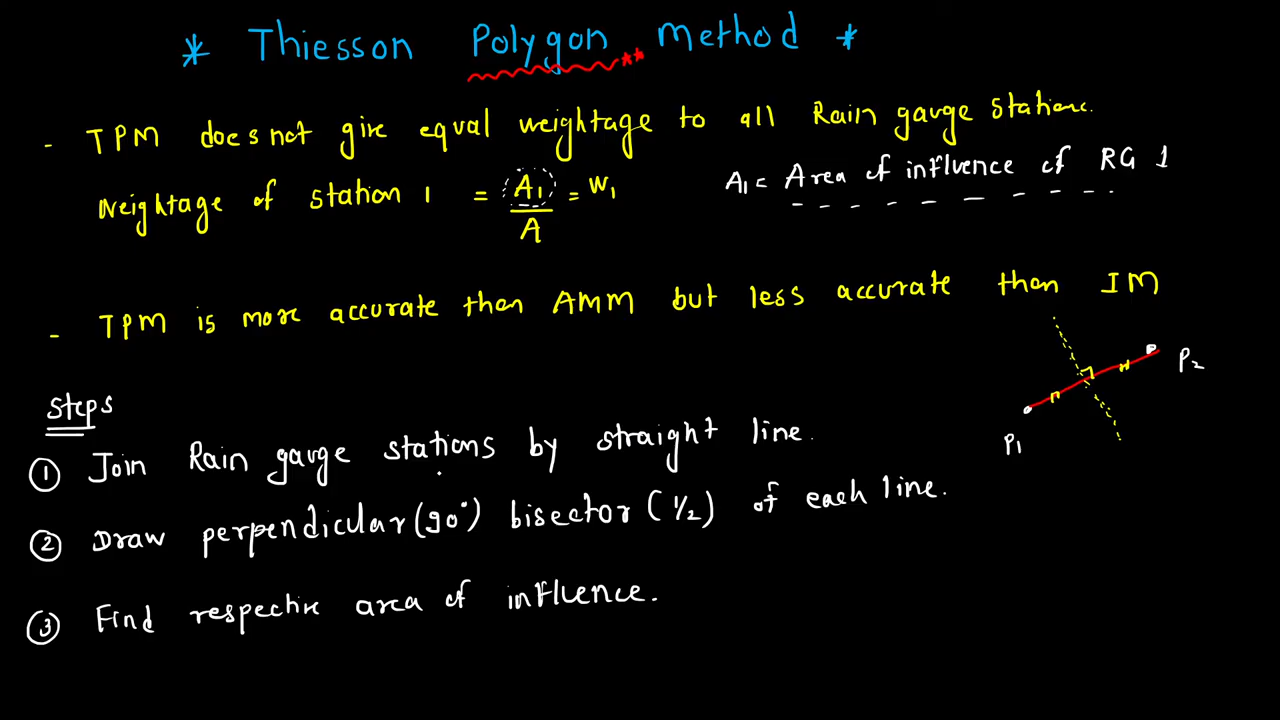 * Thiesson Polygon ** Method *
- TPM does not give equal weightage to all Rain gauge stations.
Weightage of station 1 = A1/A = W1
A1 = Area of influence of RG 1
- TPM is more accurate than AMM but less accurate than IM
P1
P2
Steps
① Join Rain gauge stations by straight line.
② Draw perpendicular (90°) bisector (1/2) of each line.
③ Find respective area of influence.